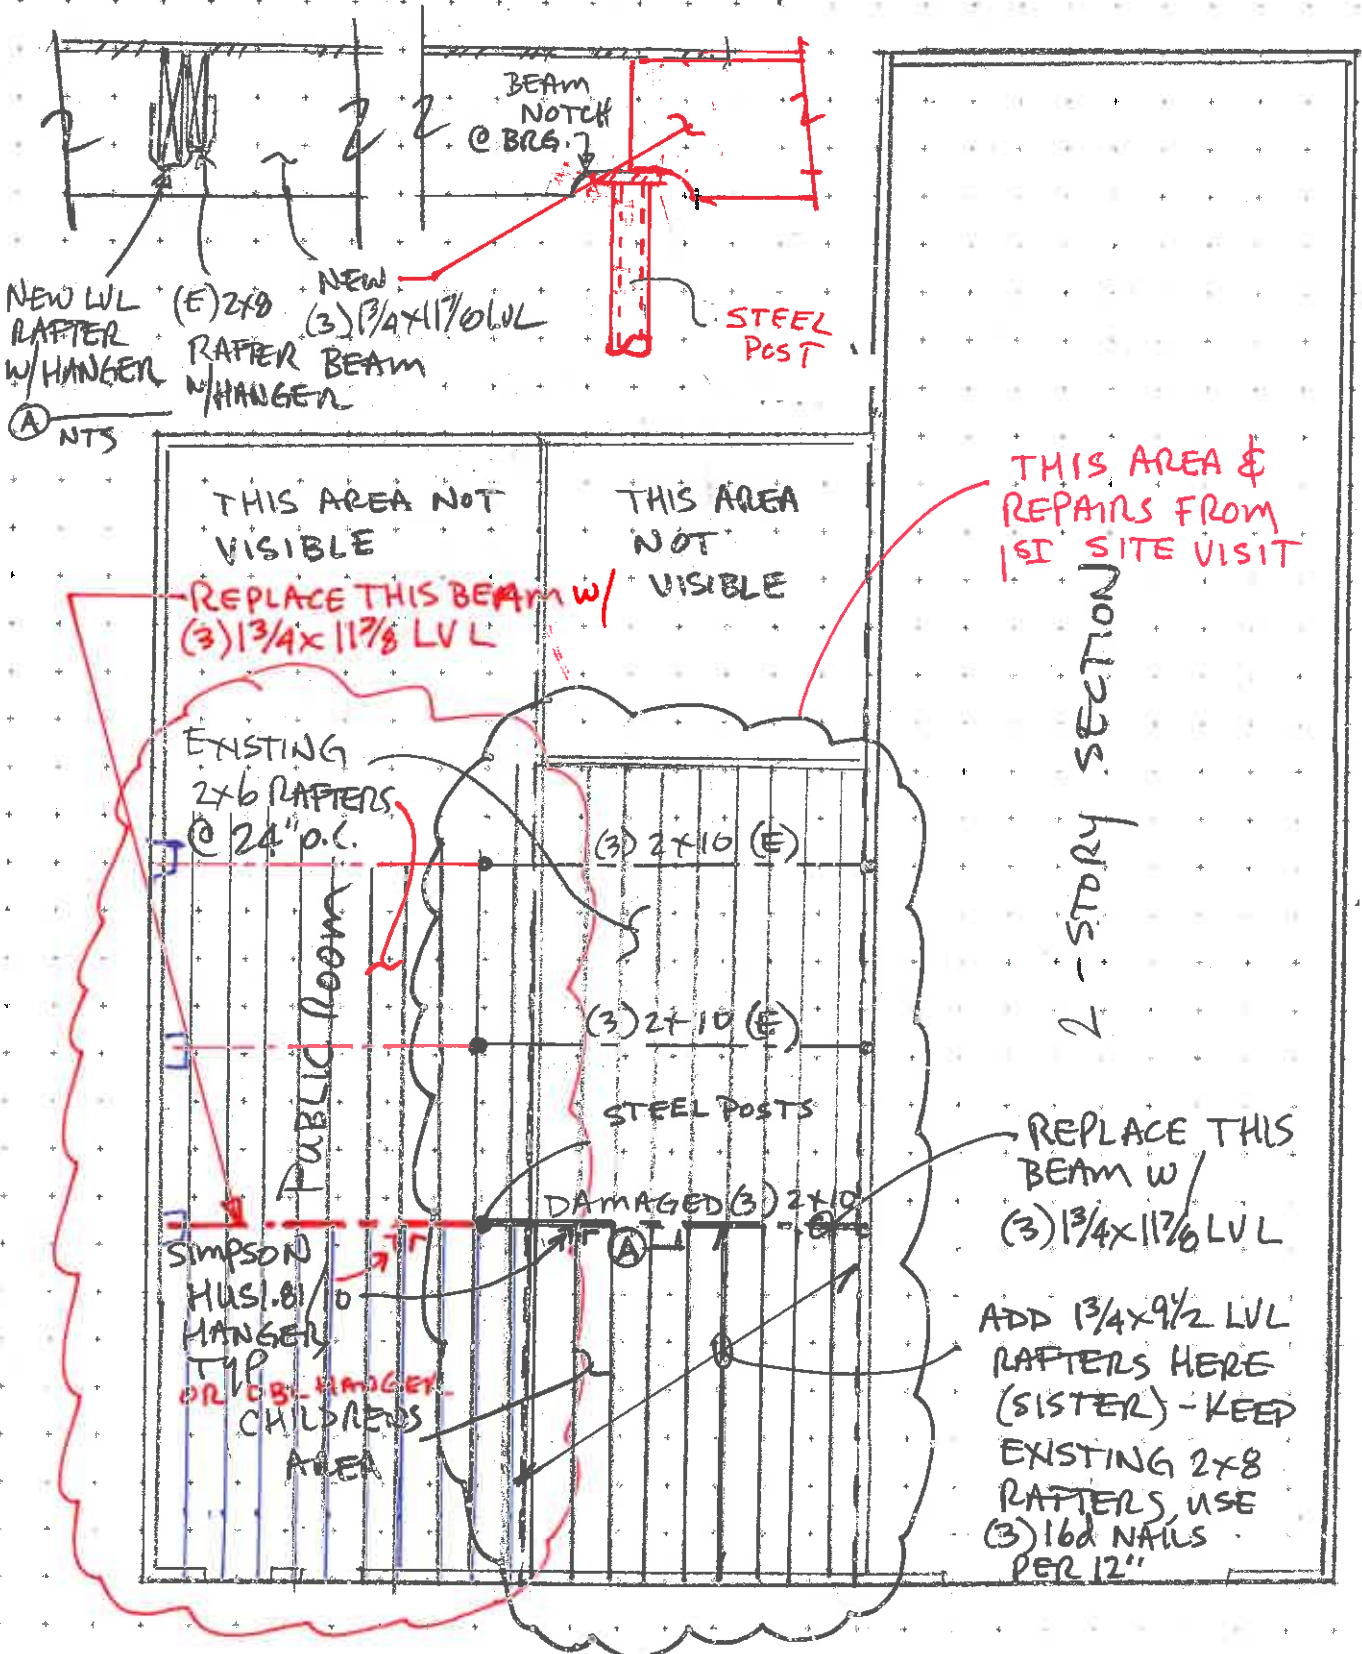 BEAM
NOTCH
@ BRG.
NEW LVL
RAFTER
W/HANGER
(E) 2x8
RAFTER
W/HANGER
NEW
(3) 1 3/4 x 11 7/8 LVL
BEAM
STEEL
POST
A
NTS
THIS AREA NOT
VISIBLE
THIS AREA
NOT
VISIBLE
THIS AREA &
REPAIRS FROM
1ST SITE VISIT
REPLACE THIS BEAM W/
(3) 1 3/4 x 11 7/8 LVL
2-STORY SECTION
EXISTING
2x6 RAFTERS
@ 24" O.C.
(3) 2x10 (E)
Public Room
(3) 2x10 (E)
STEEL POSTS
DAMAGED (3) 2x10
A
REPLACE THIS
BEAM W/
(3) 1 3/4 x 11 7/8 LVL
SIMPSON
HUS1.81/10
HANGER,
TYP
OR EBL HANGER
CHILDRENS
AREA
ADD 1 3/4 x 9 1/2 LVL
RAFTERS HERE
(SISTER) - KEEP
EXISTING 2x8
RAFTERS, USE
(3) 16d NAILS
PER 12"